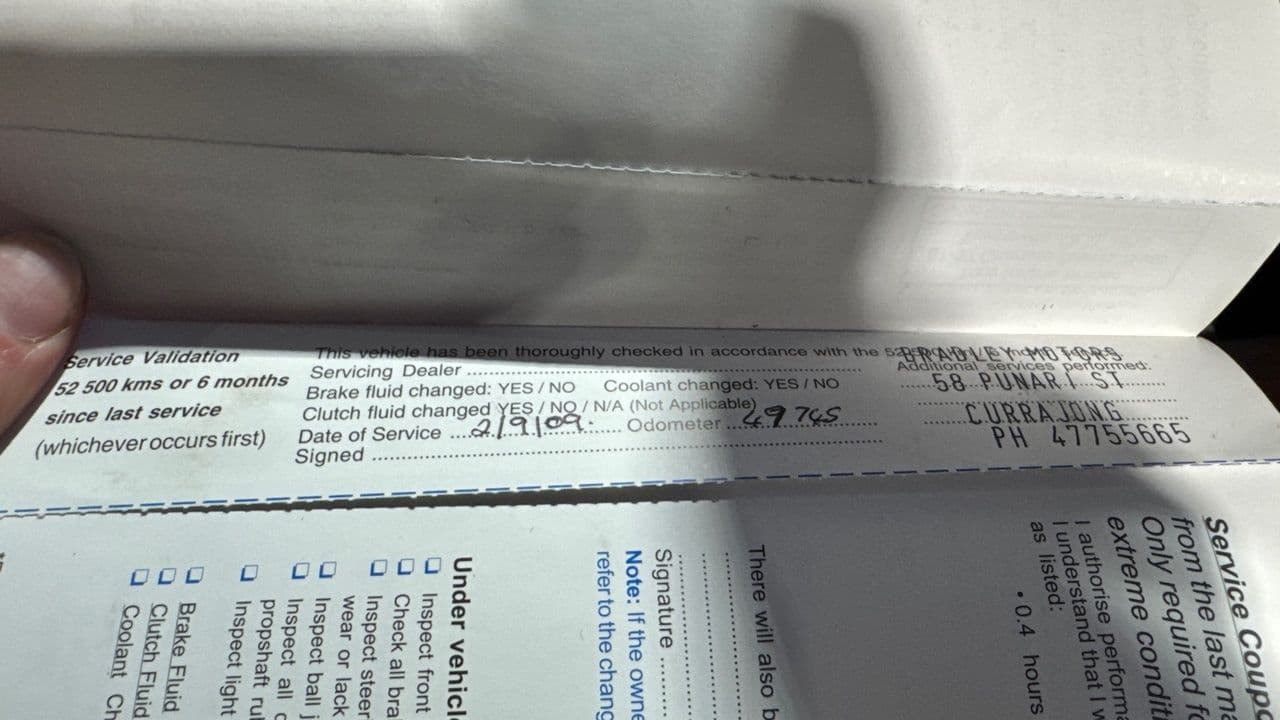 Service Validation
52 500 kms or 6 months
since last service
(whichever occurs first)
This vehicle has been thoroughly checked in accordance with the
Servicing Dealer
Brake fluid changed: YES / NO Coolant changed: YES / NO
Clutch fluid changed YES / NO / N/A (Not Applicable)
Date of Service 2/9/09. Odometer 49745
Signed
BRADLEY MOTORS
Additional services performed:
58 PUNARI ST
CURRAJONG
PH 47755665
Service Coup
from the last ma
Only required f
extreme condit
I authorise perform
I understand that I w
as listed:
• 0.4 hours
There will also b
Signature
Note: If the owne
refer to the chang
Under vehicl
Inspect front
Check all bra
Inspect steer
wear or lack
Inspect ball j
Inspect all
propshaft ru
Inspect light
Brake Fluid
Clutch Fluid
Coolant Ch